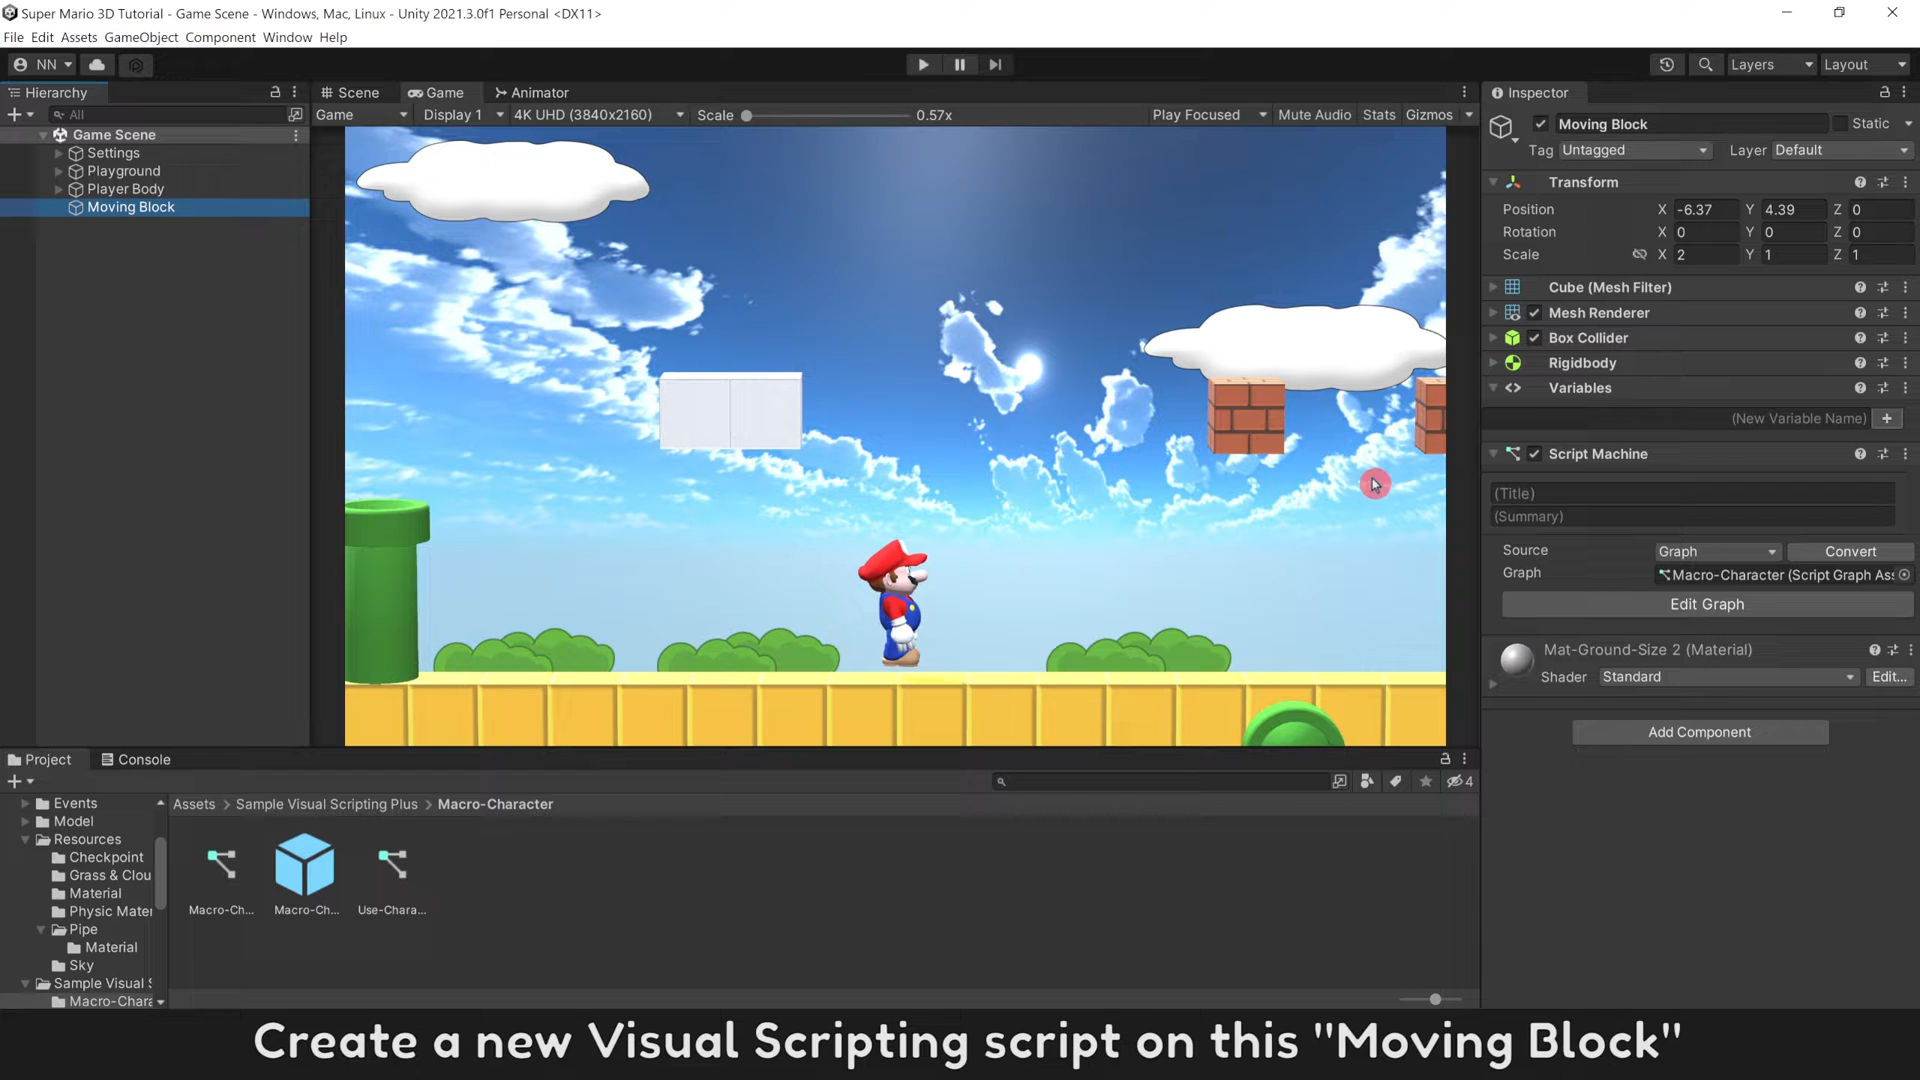 Super Mario 3D Tutorial - Game Scene - Windows, Mac, Linux - Unity 2021.3.0f1 Personal <DX11>
File Edit Assets GameObject Component Window Help
NN Layers Layout
Hierarchy
All
Game Scene
Settings
Playground
Player Body
Moving Block
Scene Game Animator
Game Display 1 4K UHD (3840x2160) Scale 0.57x Play Focused Mute Audio Stats Gizmos
Inspector
Moving Block Static
Tag Untagged Layer Default
Transform
Position X -6.37 Y 4.39 Z 0
Rotation X 0 Y 0 Z 0
Scale X 2 Y 1 Z 1
Cube (Mesh Filter)
Mesh Renderer
Box Collider
Rigidbody
Variables
(New Variable Name) +
Script Machine
(Title)
(Summary)
Source Graph Convert
Graph Macro-Character (Script Graph Ass
Edit Graph
Mat-Ground-Size 2 (Material)
Shader Standard Edit...
Add Component
Project Console
4
Events
Model
Resources
Checkpoint
Grass & Clou
Material
Physic Mater
Pipe
Material
Sky
Sample Visual S
Macro-Chara
Assets > Sample Visual Scripting Plus > Macro-Character
Macro-Ch... Macro-Ch... Use-Chara...
Create a new Visual Scripting script on this "Moving Block"